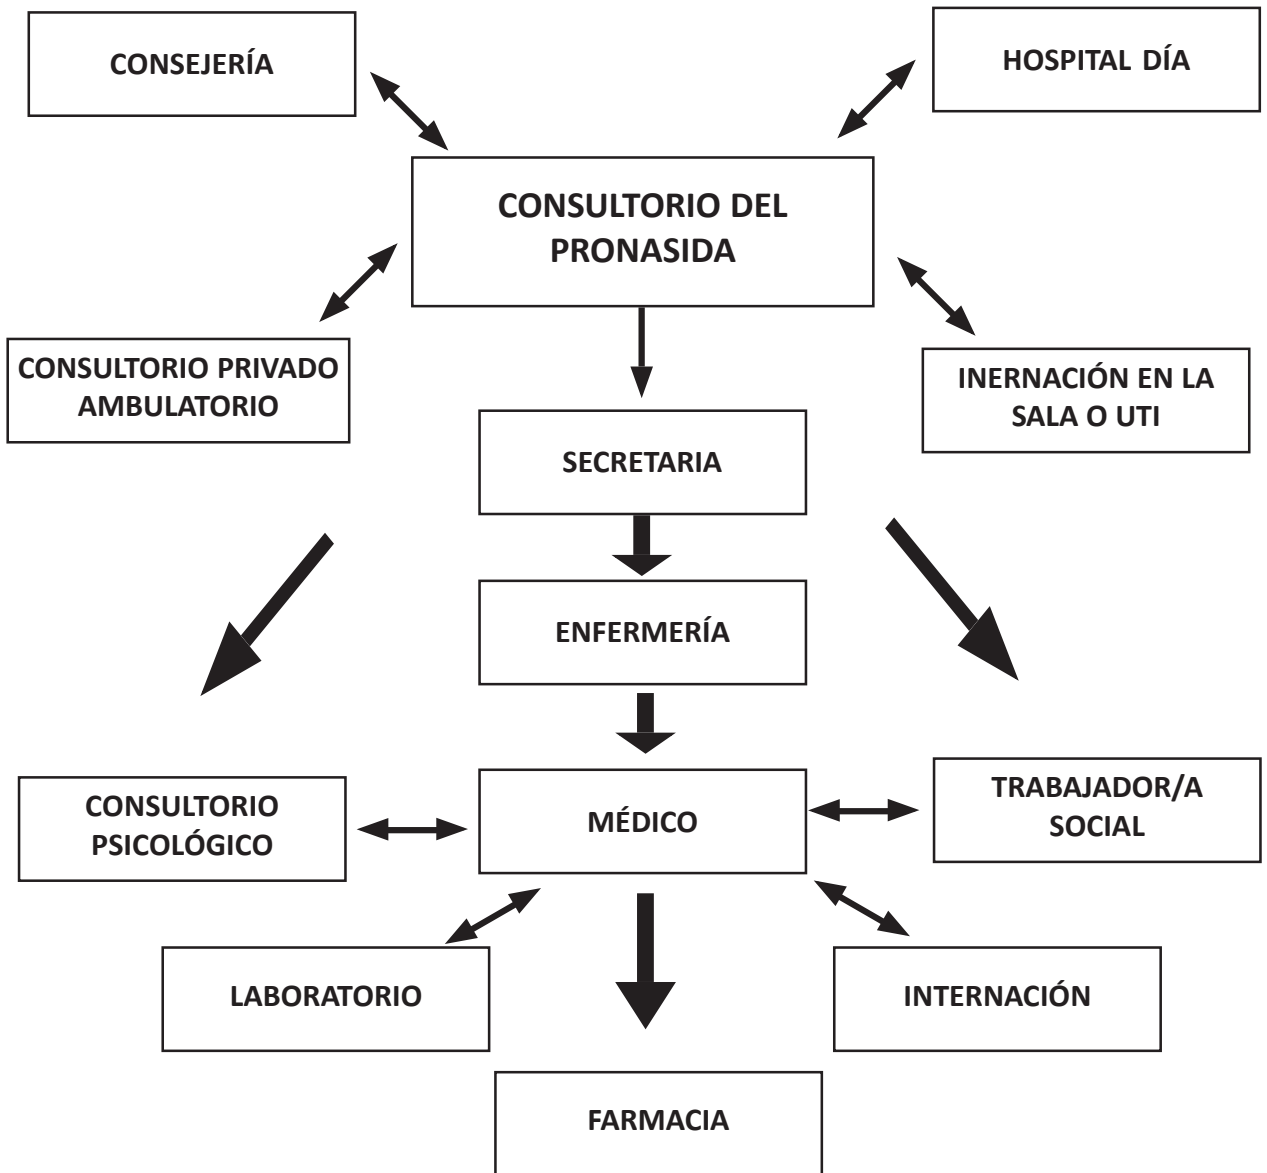 CONSEJERÍA
HOSPITAL DÍA
CONSULTORIO DEL
PRONASIDA
CONSULTORIO PRIVADO
AMBULATORIO
INERNACIÓN EN LA
SALA O UTI
SECRETARIA
ENFERMERÍA
CONSULTORIO
PSICOLÓGICO
MÉDICO
TRABAJADOR/A
SOCIAL
LABORATORIO
INTERNACIÓN
FARMACIA